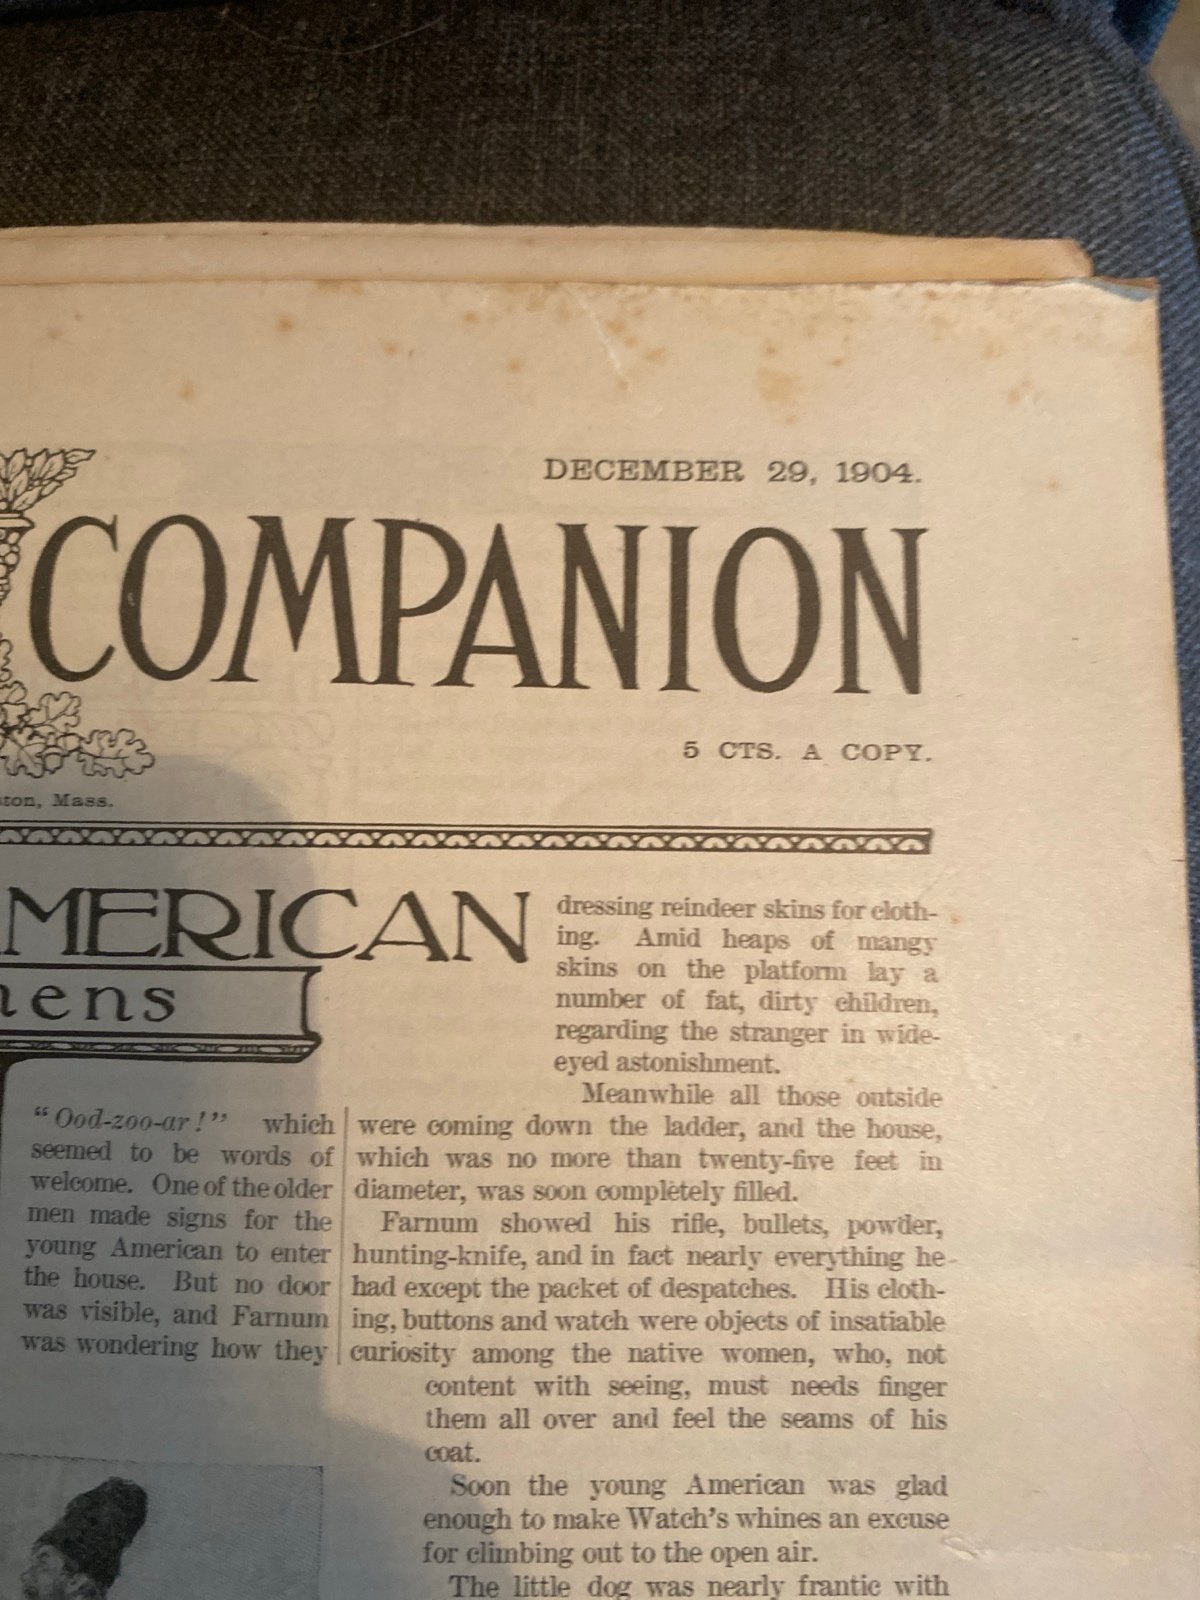 DECEMBER 29, 1904.
COMPANION
5 CTS. A COPY.
ton, Mass.
MERICAN
ens
"Ood-zoo-ar!" which
seemed to be words of
welcome. One of the older
men made signs for the
young American to enter
the house. But no door
was visible, and Farnum
was wondering how they
dressing reindeer skins for cloth-
ing. Amid heaps of mangy
skins on the platform lay a
number of fat, dirty children,
regarding the stranger in wide-
eyed astonishment.
Meanwhile all those outside
were coming down the ladder, and the house,
which was no more than twenty-five feet in
diameter, was soon completely filled.
Farnum showed his rifle, bullets, powder,
hunting-knife, and in fact nearly everything he
had except the packet of despatches. His cloth-
ing, buttons and watch were objects of insatiable
curiosity among the native women, who, not
content with seeing, must needs finger
them all over and feel the seams of his
coat.
Soon the young American was glad
enough to make Watch's whines an excuse
for climbing out to the open air.
The little dog was nearly frantic with